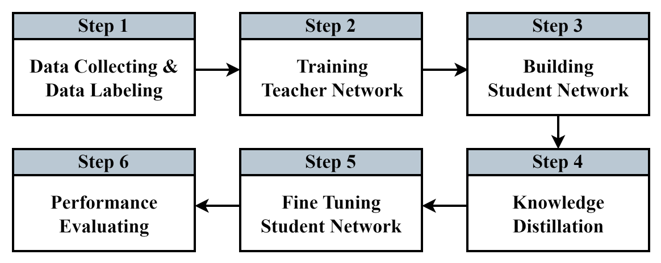 Step 1
Data Collecting &
Data Labeling
Step 2
Training
Teacher Network
Step 3
Building
Student Network
Step 4
Knowledge
Distillation
Step 5
Fine Tuning
Student Network
Step 6
Performance
Evaluating